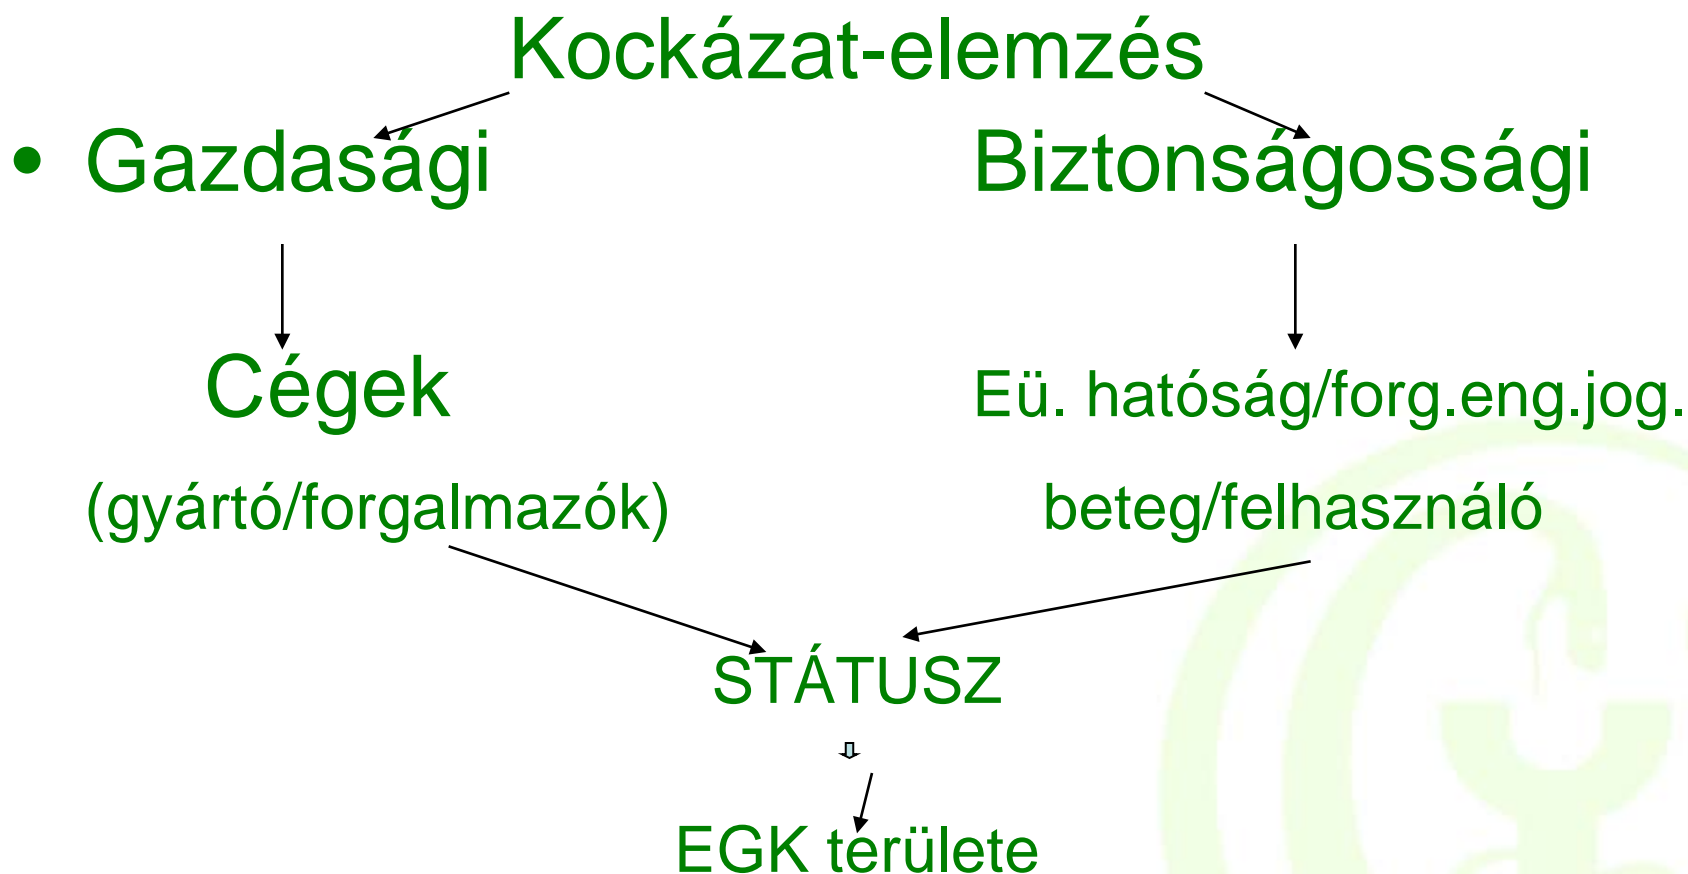 Kockázat-elemzés
• Gazdasági Biztonságossági
Cégek Eü. hatóság/forg.eng.jog.
(gyártó/forgalmazók) beteg/felhasználó
STÁTUSZ
EGK területe